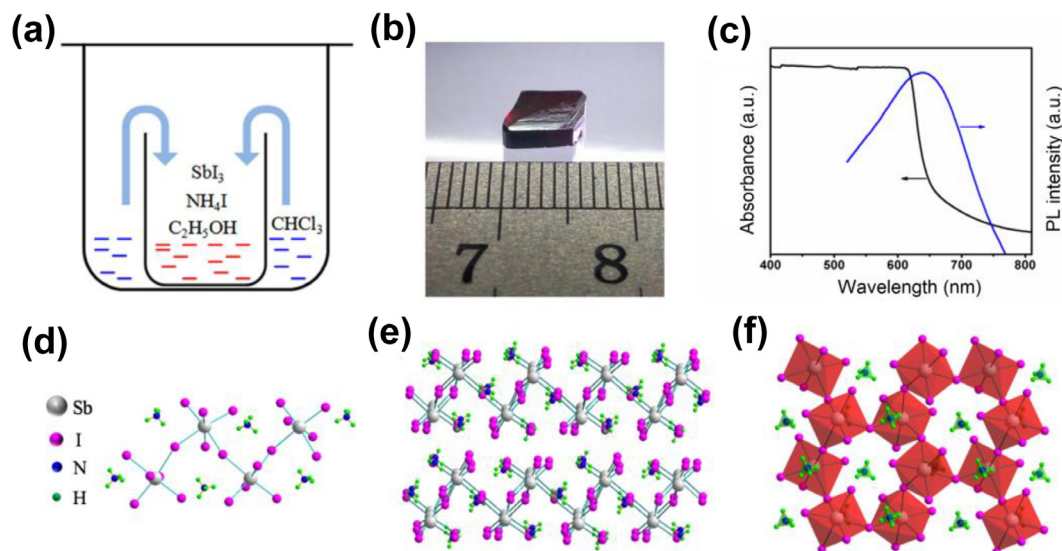 (a)
SbI₃
NH₄I
C₂H₅OH
CHCl₃
(b)
7 8
(c)
Absorbance (a.u.)
PL intensity (a.u.)
400 500 600 700 800
Wavelength (nm)
(d)
Sb
I
N
H
(e)
(f)